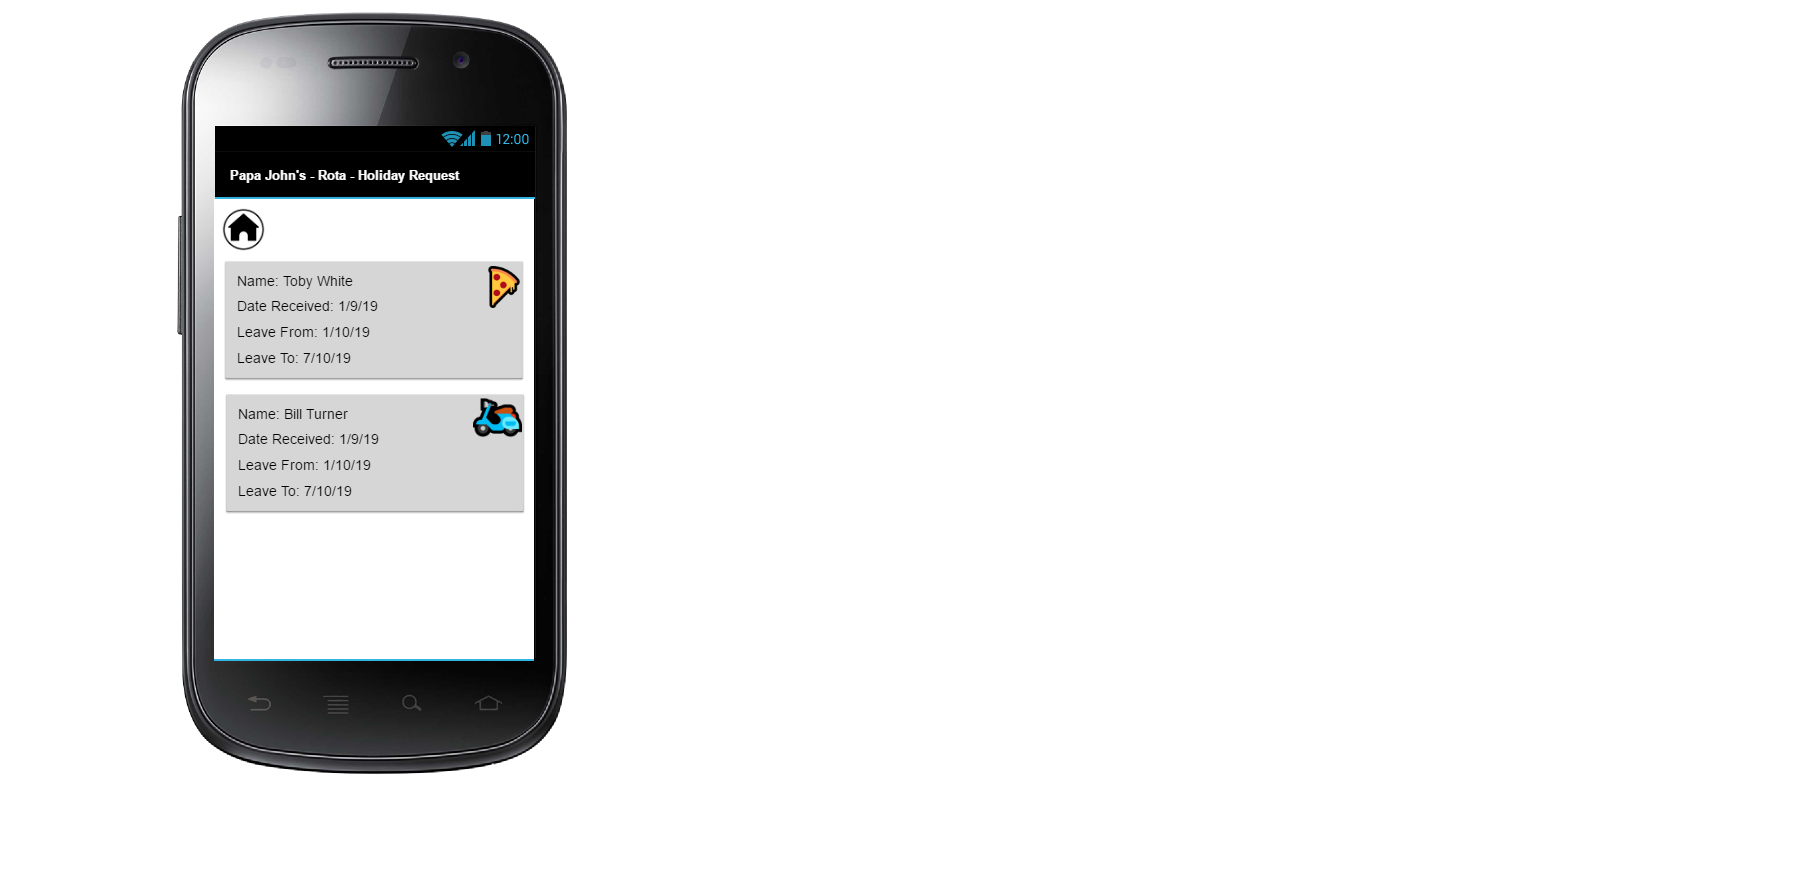 12:00
Papa John's - Rota - Holiday Request
Name: Toby White
Date Received: 1/9/19
Leave From: 1/10/19
Leave To: 7/10/19
Name: Bill Turner
Date Received: 1/9/19
Leave From: 1/10/19
Leave To: 7/10/19